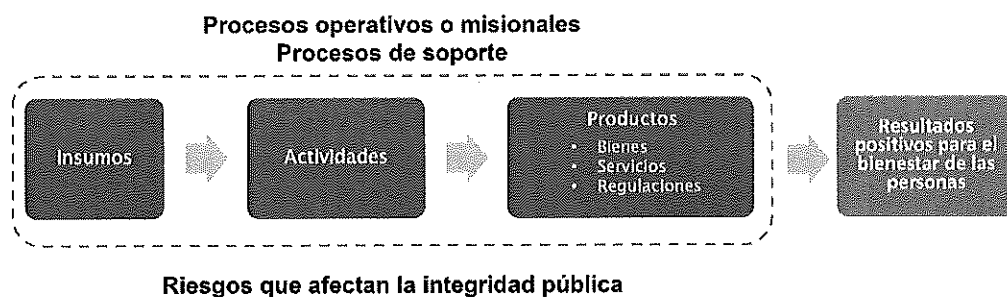 Procesos operativos o misionales
Procesos de soporte
Insumos
Actividades
Productos
• Bienes
• Servicios
• Regulaciones
Resultados
positivos para el
bienestar de las
personas
Riesgos que afectan la integridad pública